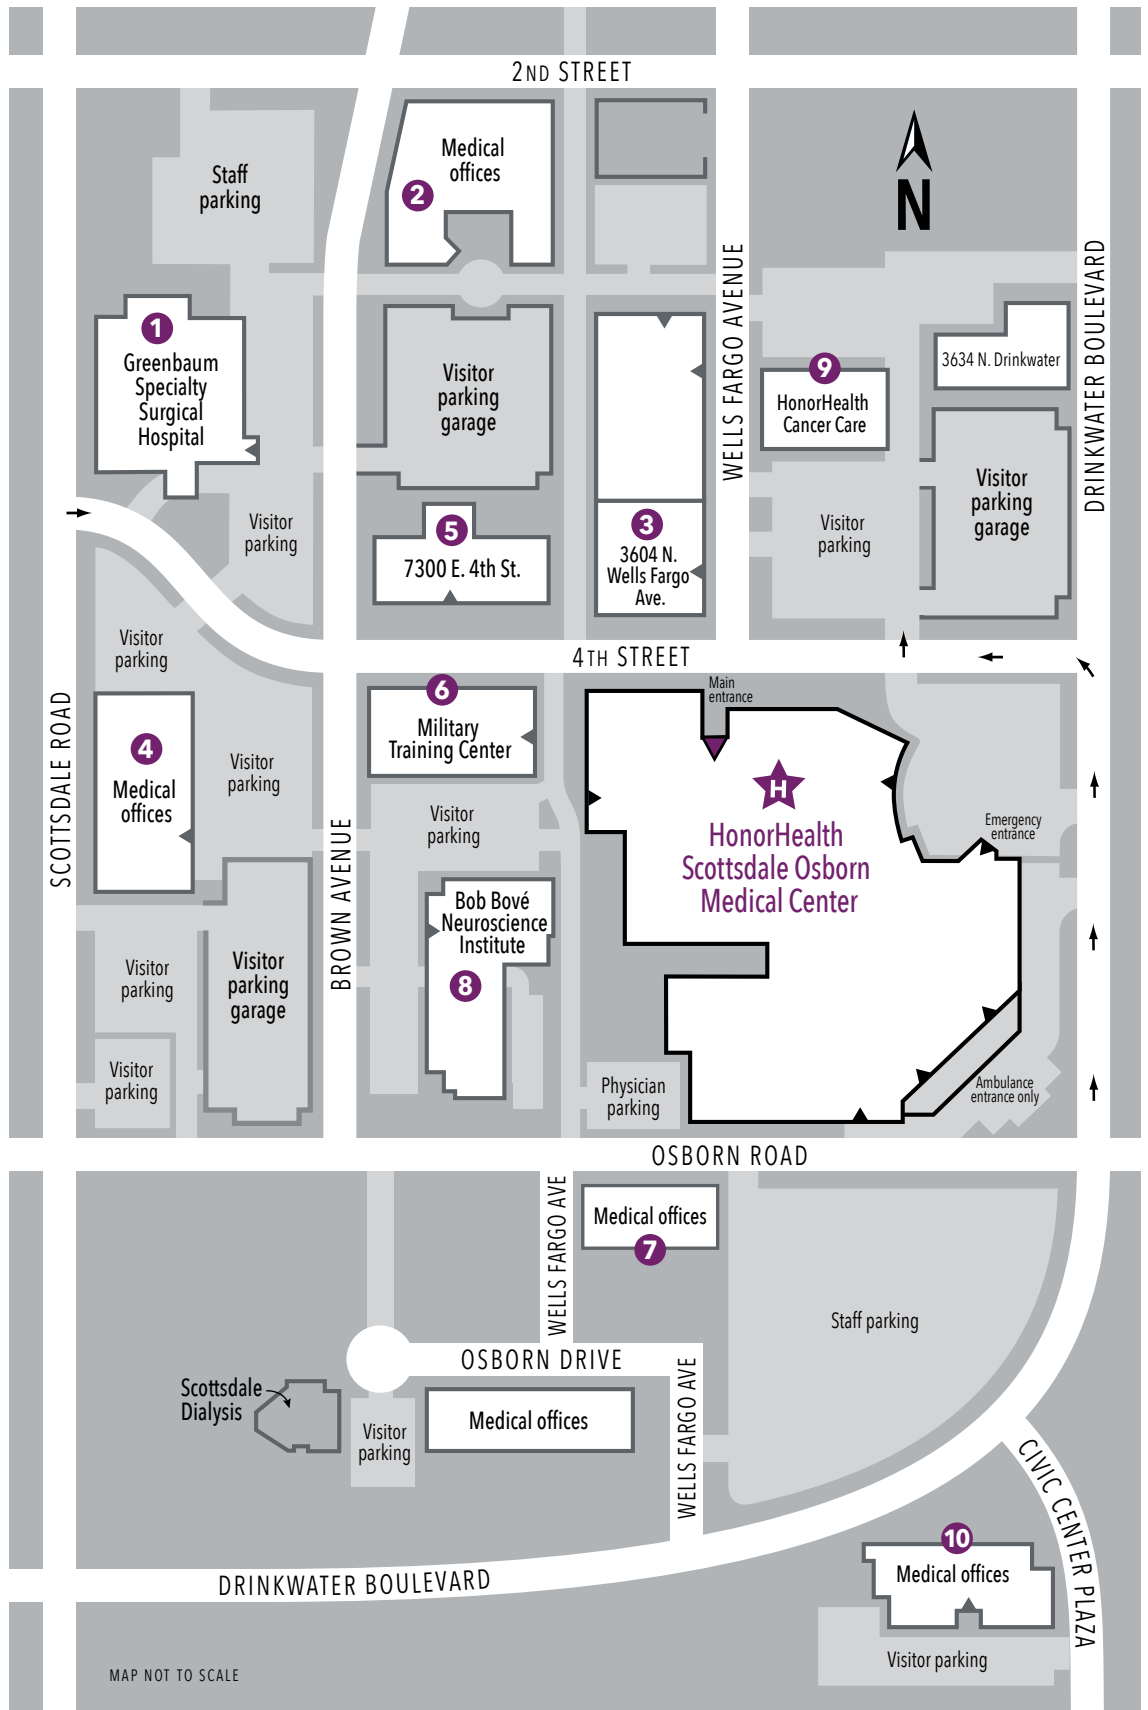 2ND STREET
Staff
parking
Medical
offices
2
N
WELLS FARGO AVENUE
DRINKWATER BOULEVARD
1
Greenbaum
Specialty
Surgical
Hospital
Visitor
parking
garage
9
HonorHealth
Cancer Care
3634 N. Drinkwater
Visitor
parking
garage
Visitor
parking
5
7300 E. 4th St.
3
3604 N.
Wells Fargo
Ave.
Visitor
parking
Visitor
parking
4TH STREET
SCOTTSDALE ROAD
4
Medical
offices
Visitor
parking
6
Military
Training Center
Main
entrance
H
HonorHealth
Scottsdale Osborn
Medical Center
Emergency
entrance
Visitor
parking
BROWN AVENUE
Bob Bové
Neuroscience
Institute
8
Visitor
parking
Visitor
parking
garage
Visitor
parking
Physician
parking
Ambulance
entrance only
OSBORN ROAD
WELLS FARGO AVE
Medical offices
7
Staff parking
OSBORN DRIVE
Scottsdale
Dialysis
Visitor
parking
Medical offices
WELLS FARGO AVE
CIVIC CENTER PLAZA
10
Medical offices
DRINKWATER BOULEVARD
Visitor parking
MAP NOT TO SCALE